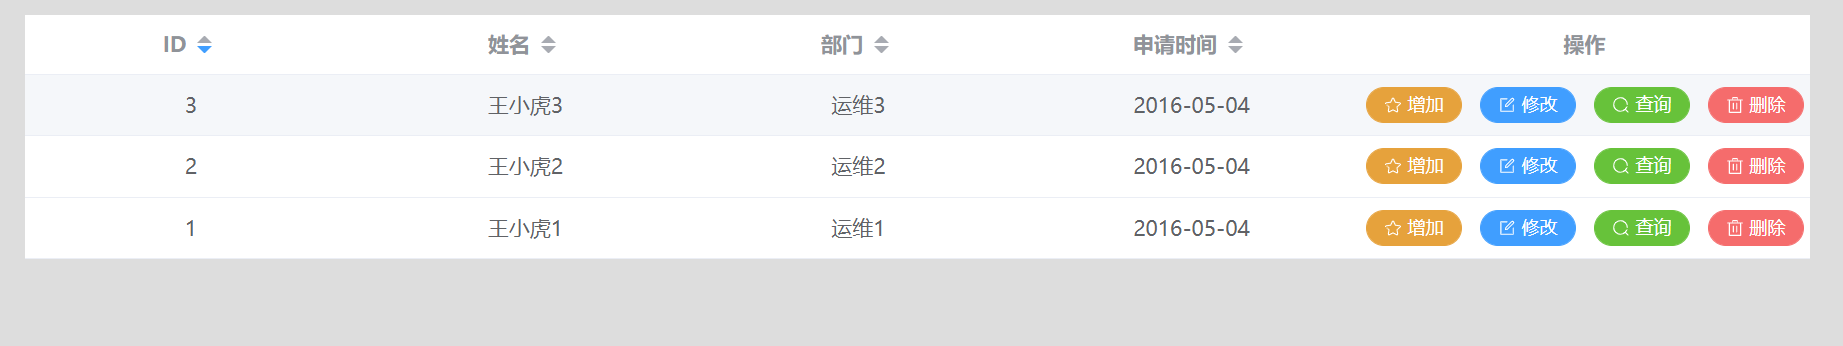 ID 姓名 部门 申请时间 操作
3 王小虎3 运维3 2016-05-04 增加 修改 查询 删除
2 王小虎2 运维2 2016-05-04 增加 修改 查询 删除
1 王小虎1 运维1 2016-05-04 增加 修改 查询 删除